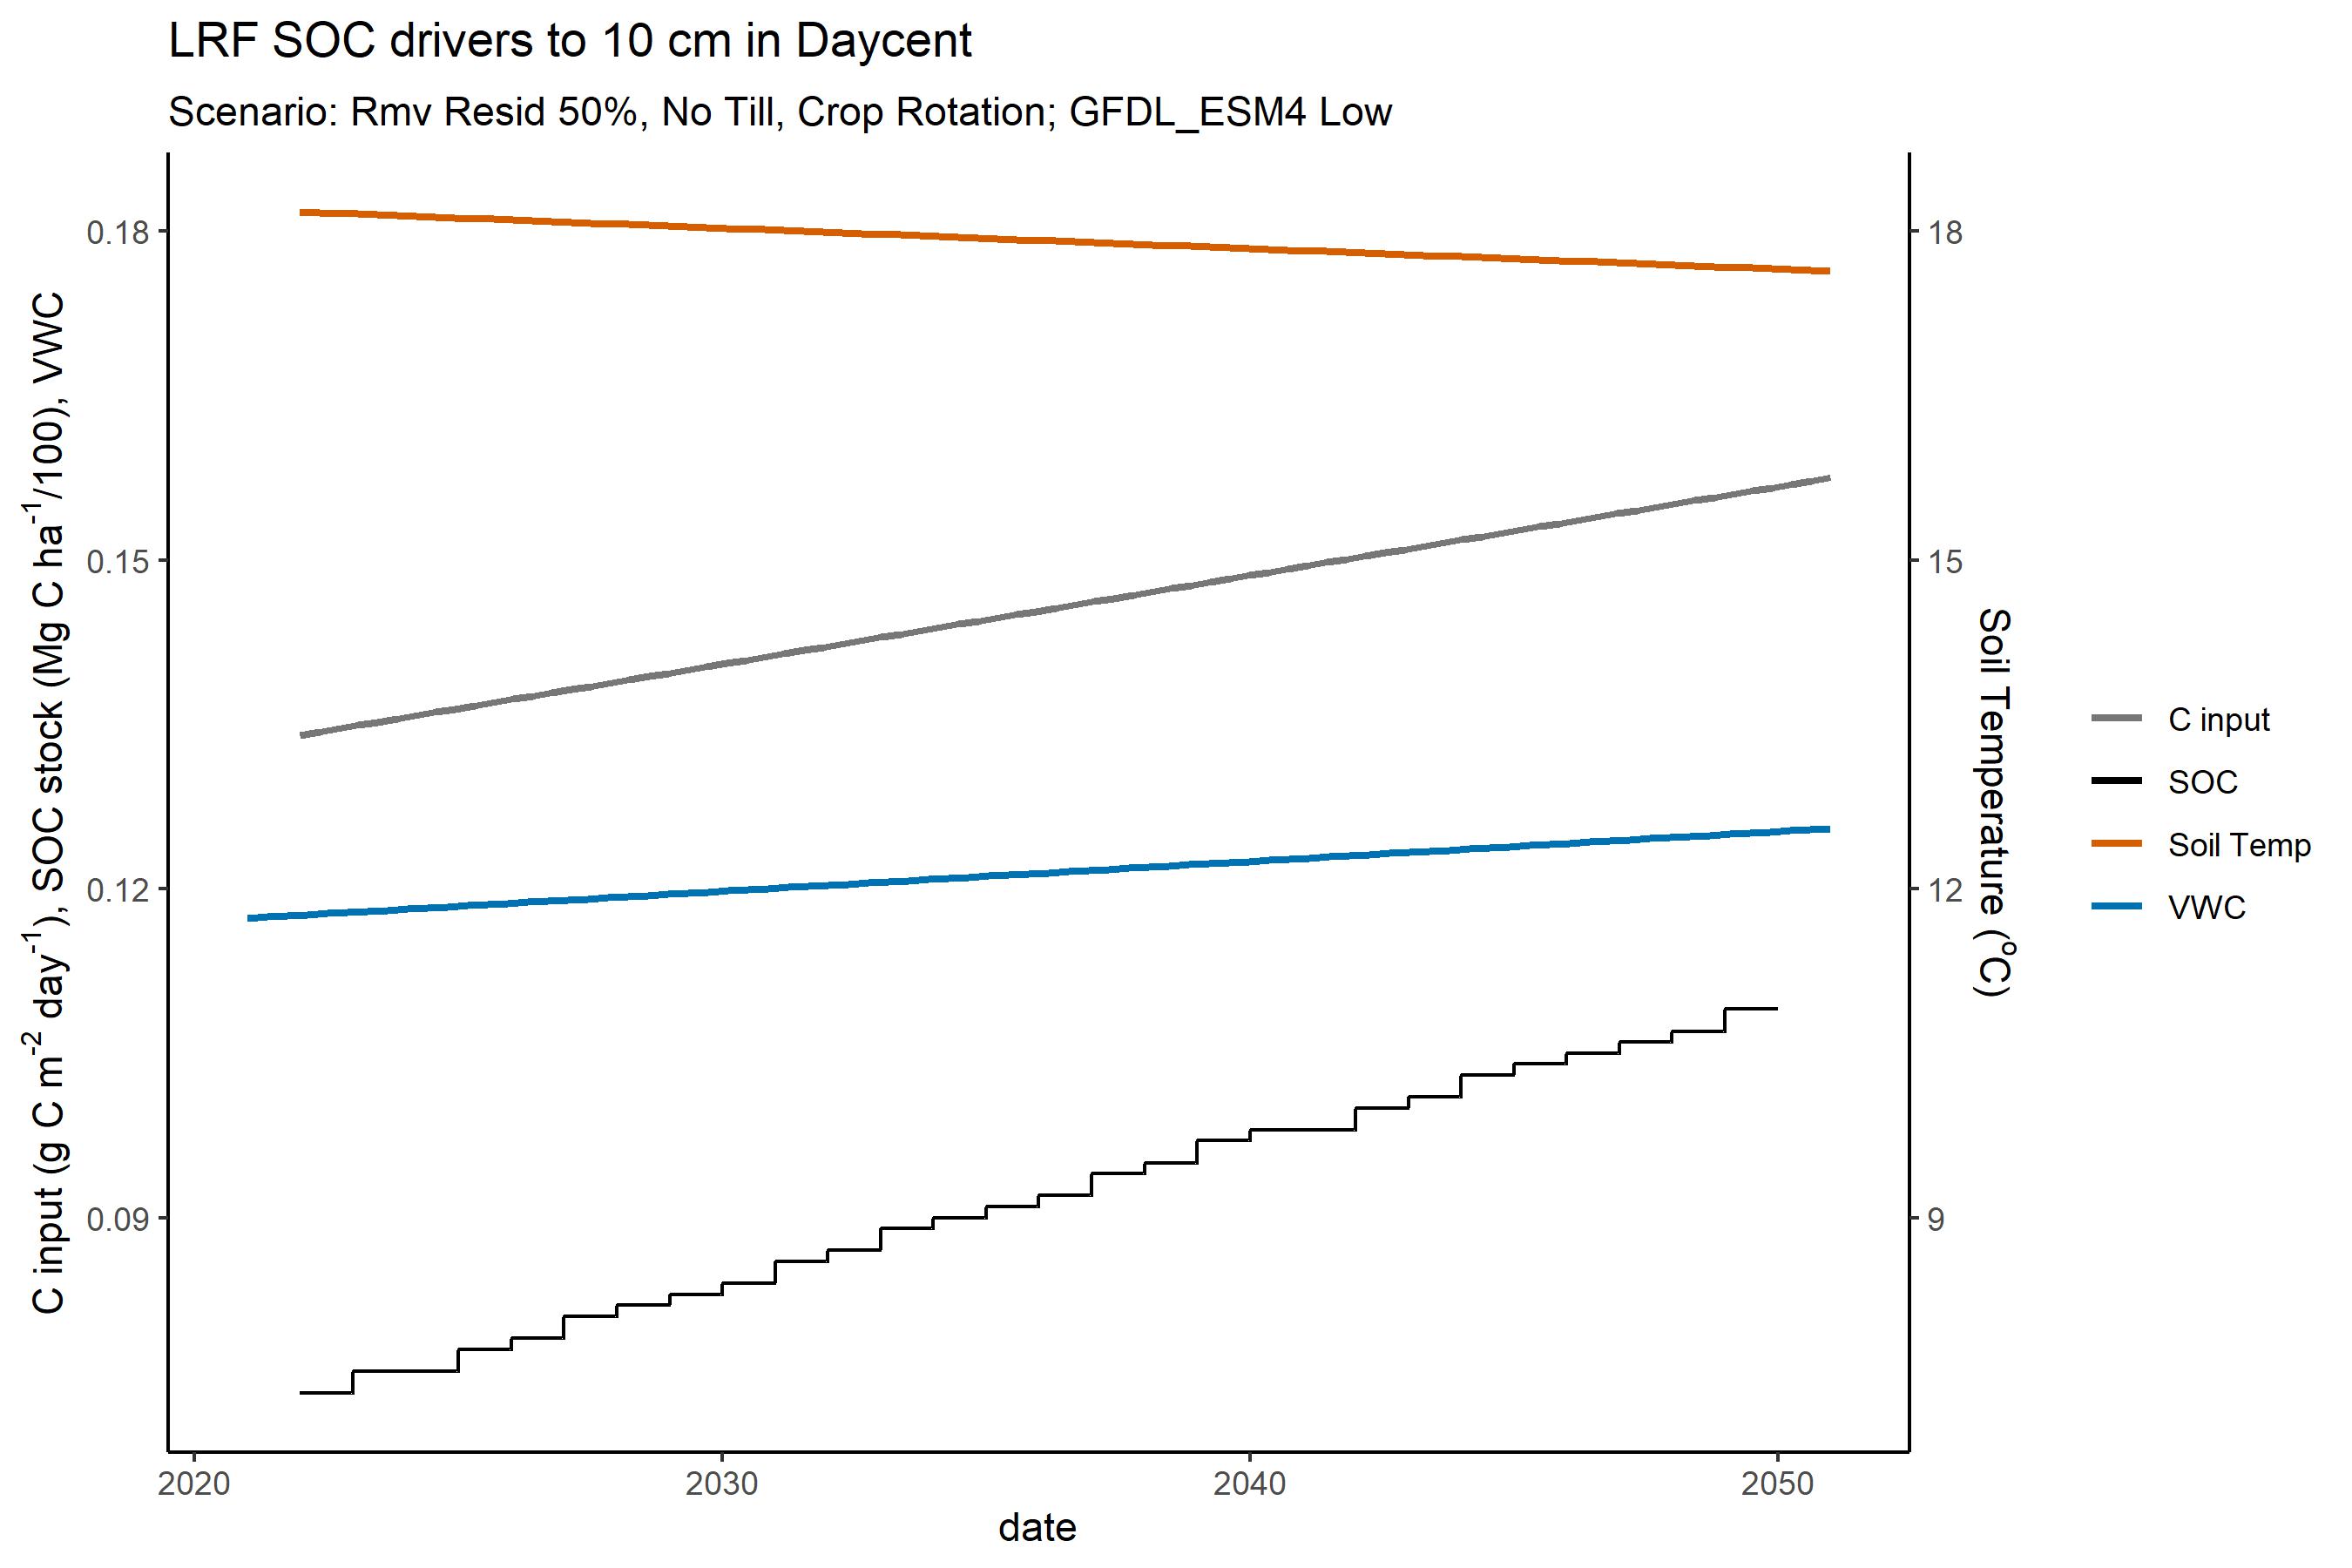 LRF SOC drivers to 10 cm in Daycent
Scenario: Rmv Resid 50%, No Till, Crop Rotation; GFDL_ESM4 Low
C input (g C m-2 day-1), SOC stock (Mg C ha-1/100), VWC
0.18
0.15
0.12
0.09
18
15
12
9
Soil Temperature (oC)
C input
SOC
Soil Temp
VWC
2020
2030
2040
2050
date